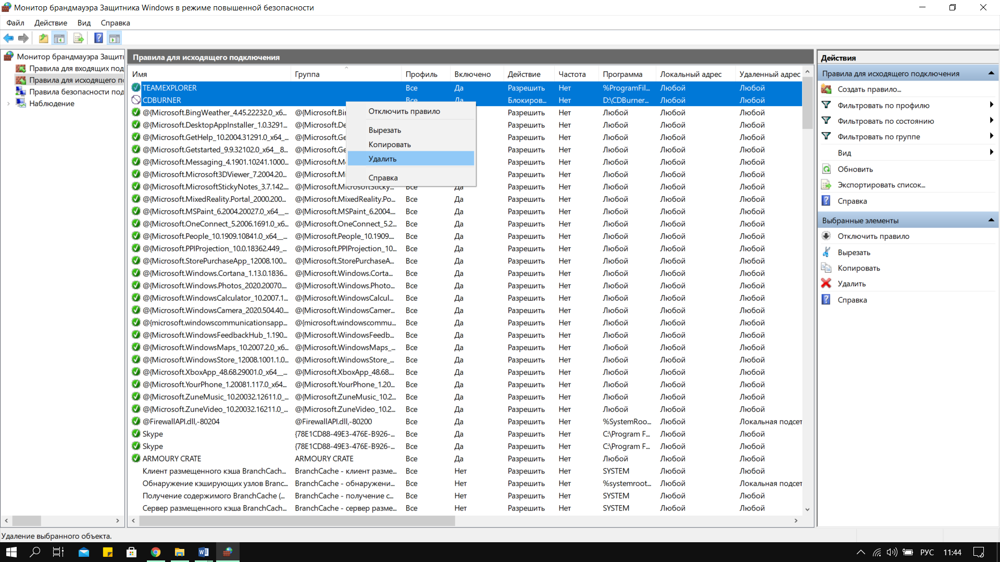 Монитор брандмауэра Защитника Windows в режиме повышенной безопасности
Файл Действие Вид Справка
Монитор брандмауэра Защити
Правила для входящих под
Правила для исходящего п
Правила безопасности под
Наблюдение
Правила для исходящего подключения
Имя Группа Профиль Включено Действие Частота Программа Локальный адрес Удаленный адрес
TEAMEXPLORER Все Да Разрешить Нет %ProgramFil... Любой Любой
CDBURNER Все Да Блокиров... Нет D:\CDBurner... Любой Любой
@{Microsoft.BingWeather_4.45.22232.0_x6... @{Microsoft.Bi Разрешить Нет Любой Любой Любой
@{Microsoft.DesktopAppInstaller_1.0.3291... @{Microsoft.De Разрешить Нет Любой Любой Любой
@{Microsoft.GetHelp_10.2004.31291.0_x64_... @{Microsoft.Ge Разрешить Нет Любой Любой Любой
@{Microsoft.Getstarted_9.9.32102.0_x64__8... @{Microsoft.Ge Разрешить Нет Любой Любой Любой
@{Microsoft.Messaging_4.1901.10241.1000... @{Microsoft.M Разрешить Нет Любой Любой Любой
@{Microsoft.Microsoft3DViewer_7.2004.20... @{Microsoft.Mi Разрешить Нет Любой Любой Любой
@{Microsoft.MicrosoftStickyNotes_3.7.142... @{Microsoft.MicrosoftSticky... Все Да Разрешить Нет Любой Любой Любой
@{Microsoft.MixedReality.Portal_2000.200... @{Microsoft.MixedReality.Po... Все Да Разрешить Нет Любой Любой Любой
@{Microsoft.MSPaint_6.2004.20027.0_x64__... @{Microsoft.MSPaint_6.2004.... Все Да Разрешить Нет Любой Любой Любой
@{Microsoft.OneConnect_5.2006.1691.0_x6... @{Microsoft.OneConnect_5.2... Все Да Разрешить Нет Любой Любой Любой
@{Microsoft.People_10.1909.10841.0_x64__... @{Microsoft.People_10.1909.... Все Да Разрешить Нет Любой Любой Любой
@{Microsoft.PPIProjection_10.0.18362.449_... @{Microsoft.PPIProjection_10... Все Да Разрешить Нет Любой Любой Любой
@{Microsoft.StorePurchaseApp_12008.100... @{Microsoft.StorePurchaseA... Все Да Разрешить Нет Любой Любой Любой
@{Microsoft.Windows.Cortana_1.13.0.1836... @{Microsoft.Windows.Corta... Все Да Разрешить Нет Любой Любой Любой
@{Microsoft.Windows.Photos_2020.20070... @{Microsoft.Windows.Photo... Все Да Разрешить Нет Любой Любой Любой
@{Microsoft.WindowsCalculator_10.2007.1... @{Microsoft.WindowsCalcul... Все Да Разрешить Нет Любой Любой Любой
@{Microsoft.WindowsCamera_2020.504.40... @{Microsoft.WindowsCamer... Все Да Разрешить Нет Любой Любой Любой
@{microsoft.windowscommunicationsapp... @{microsoft.windowscommu... Все Да Разрешить Нет Любой Любой Любой
@{Microsoft.WindowsFeedbackHub_1.190... @{Microsoft.WindowsFeedb... Все Да Разрешить Нет Любой Любой Любой
@{Microsoft.WindowsMaps_10.2007.2.0_x6... @{Microsoft.WindowsMaps_... Все Да Разрешить Нет Любой Любой Любой
@{Microsoft.WindowsStore_12008.1001.1.0... @{Microsoft.WindowsStore_... Все Да Разрешить Нет Любой Любой Любой
@{Microsoft.XboxApp_48.68.29001.0_x64__... @{Microsoft.XboxApp_48.68.... Все Да Разрешить Нет Любой Любой Любой
@{Microsoft.YourPhone_1.20081.117.0_x64... @{Microsoft.YourPhone_1.20... Все Да Разрешить Нет Любой Любой Любой
@{Microsoft.ZuneMusic_10.20032.12611.0_... @{Microsoft.ZuneMusic_10.2... Все Да Разрешить Нет Любой Любой Любой
@{Microsoft.ZuneVideo_10.20032.16211.0_... @{Microsoft.ZuneVideo_10.2... Все Да Разрешить Нет Любой Любой Любой
@FirewallAPI.dll,-80204 @FirewallAPI.dll,-80200 Все Да Разрешить Нет %SystemRoo... Любой Локальная подсет
Skype {78E1CD88-49E3-476E-B926-... Все Да Разрешить Нет C:\Program F... Любой Любой
Skype {78E1CD88-49E3-476E-B926-... Все Да Разрешить Нет C:\Program F... Любой Любой
ARMOURY CRATE ARMOURY CRATE Все Да Разрешить Нет Любой Любой Любой
Клиент размещенного кэша BranchCach... BranchCache - клиент разме... Все Нет Разрешить Нет SYSTEM Любой Любой
Обнаружение кэширующих узлов Branc... BranchCache - обнаружени... Все Нет Разрешить Нет %systemroot... Любой Локальная подсет
Получение содержимого BranchCache (... BranchCache - получение с... Все Нет Разрешить Нет SYSTEM Любой Любой
Сервер размещенного кэша BranchCach... BranchCache - сервер разме... Все Нет Разрешить Нет SYSTEM Любой Любой
Отключить правило
Вырезать
Копировать
Удалить
Справка
Действия
Правила для исходящего подключения
Создать правило...
Фильтровать по профилю
Фильтровать по состоянию
Фильтровать по группе
Вид
Обновить
Экспортировать список...
Справка
Выбранные элементы
Отключить правило
Вырезать
Копировать
Удалить
Справка
Удаление выбранного объекта.
РУС 11:44